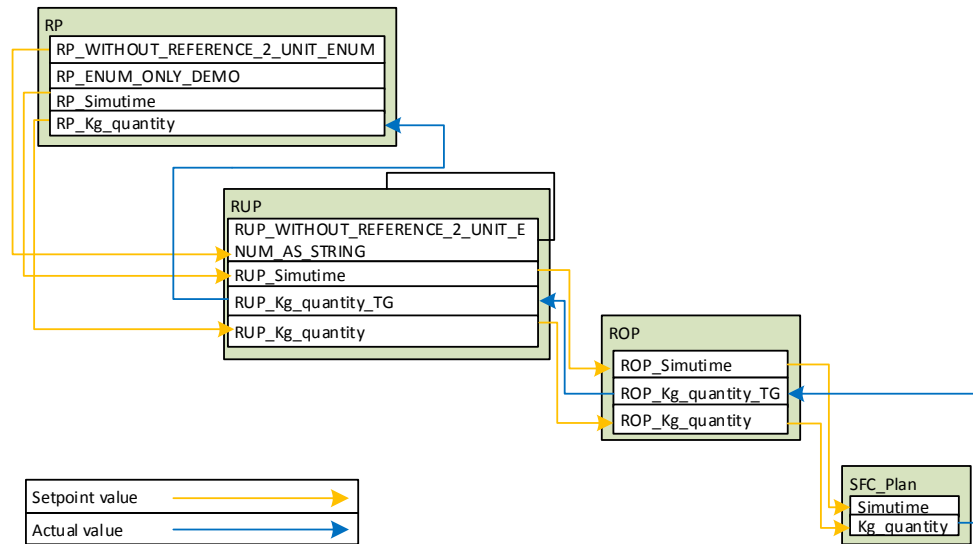 RP
RP_WITHOUT_REFERENCE_2_UNIT_ENUM
RP_ENUM_ONLY_DEMO
RP_Simutime
RP_Kg_quantity
RUP
RUP_WITHOUT_REFERENCE_2_UNIT_E
NUM_AS_STRING
RUP_Simutime
RUP_Kg_quantity_TG
RUP_Kg_quantity
ROP
ROP_Simutime
ROP_Kg_quantity_TG
ROP_Kg_quantity
SFC_Plan
Simutime
Kg_quantity
Setpoint value
Actual value